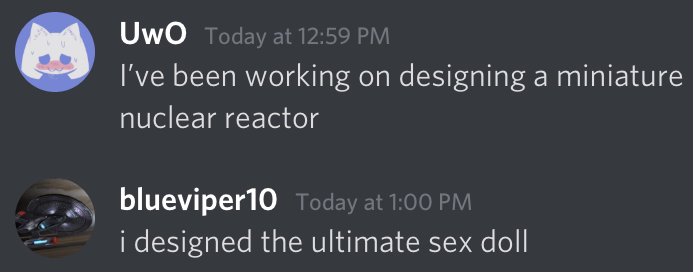 UwO Today at 12:59 PM
I’ve been working on designing a miniature
nuclear reactor
blueviper10 Today at 1:00 PM
i designed the ultimate sex doll